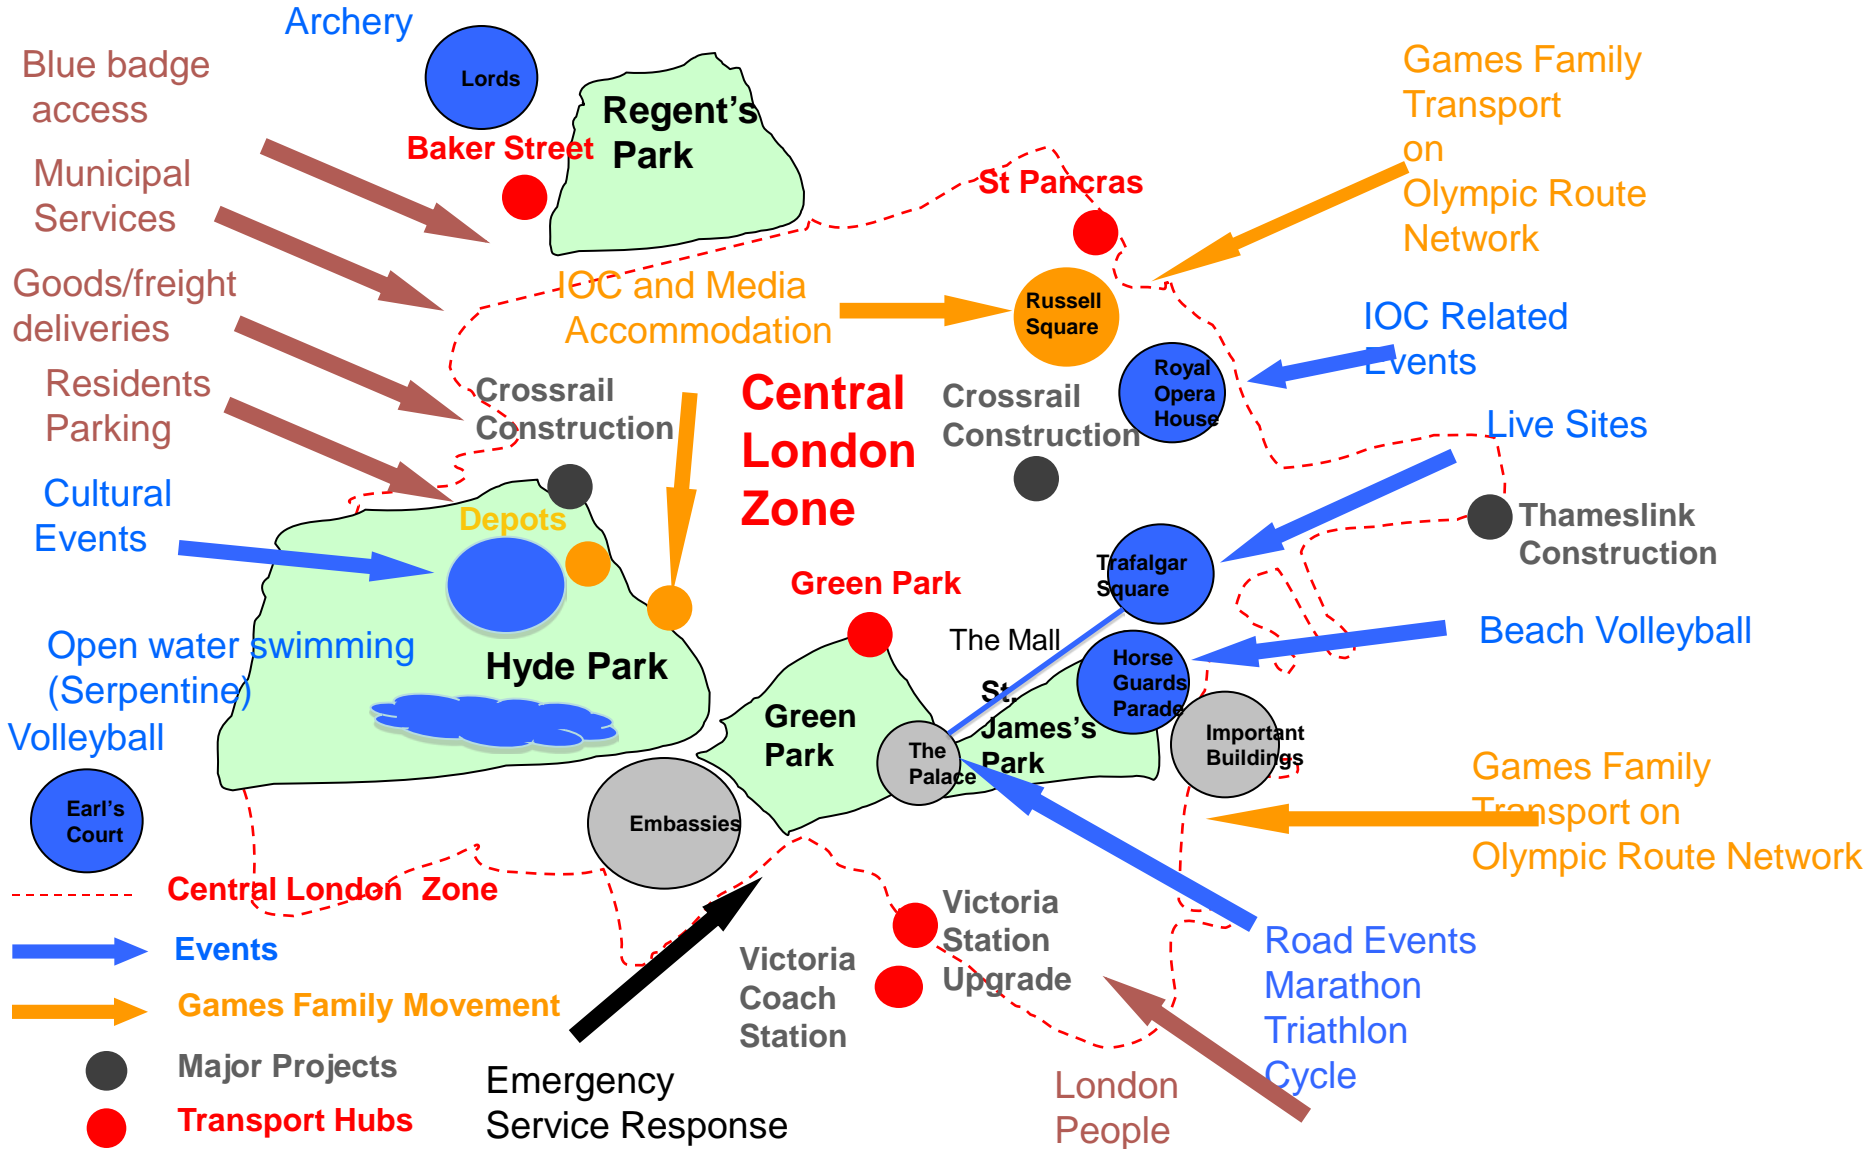 Archery
Lords
Blue badge
access
Regent's
Park
Baker Street
Games Family
Transport
on
Olympic Route
Network
Municipal
Services
St Pancras
Goods/freight
deliveries
IOC and Media
Accommodation
Russell
Square
IOC Related
Events
Residents
Parking
Crossrail
Construction
Central
London
Zone
Crossrail
Construction
Royal
Opera
House
Live Sites
Cultural
Events
Depots
Thameslink
Construction
Trafalgar
Square
Green Park
The Mall
Beach Volleyball
Open water swimming
(Serpentine)
Hyde Park
Horse
Guards
Parade
St.
James's
Park
Green
Park
The
Palace
Important
Buildings
Volleyball
Earl's
Court
Embassies
Games Family
Transport on
Olympic Route Network
Central London Zone
Events
Games Family Movement
Major Projects
Transport Hubs
Victoria
Station
Upgrade
Victoria
Coach
Station
Road Events
Marathon
Triathlon
Cycle
Emergency
Service Response
London
People